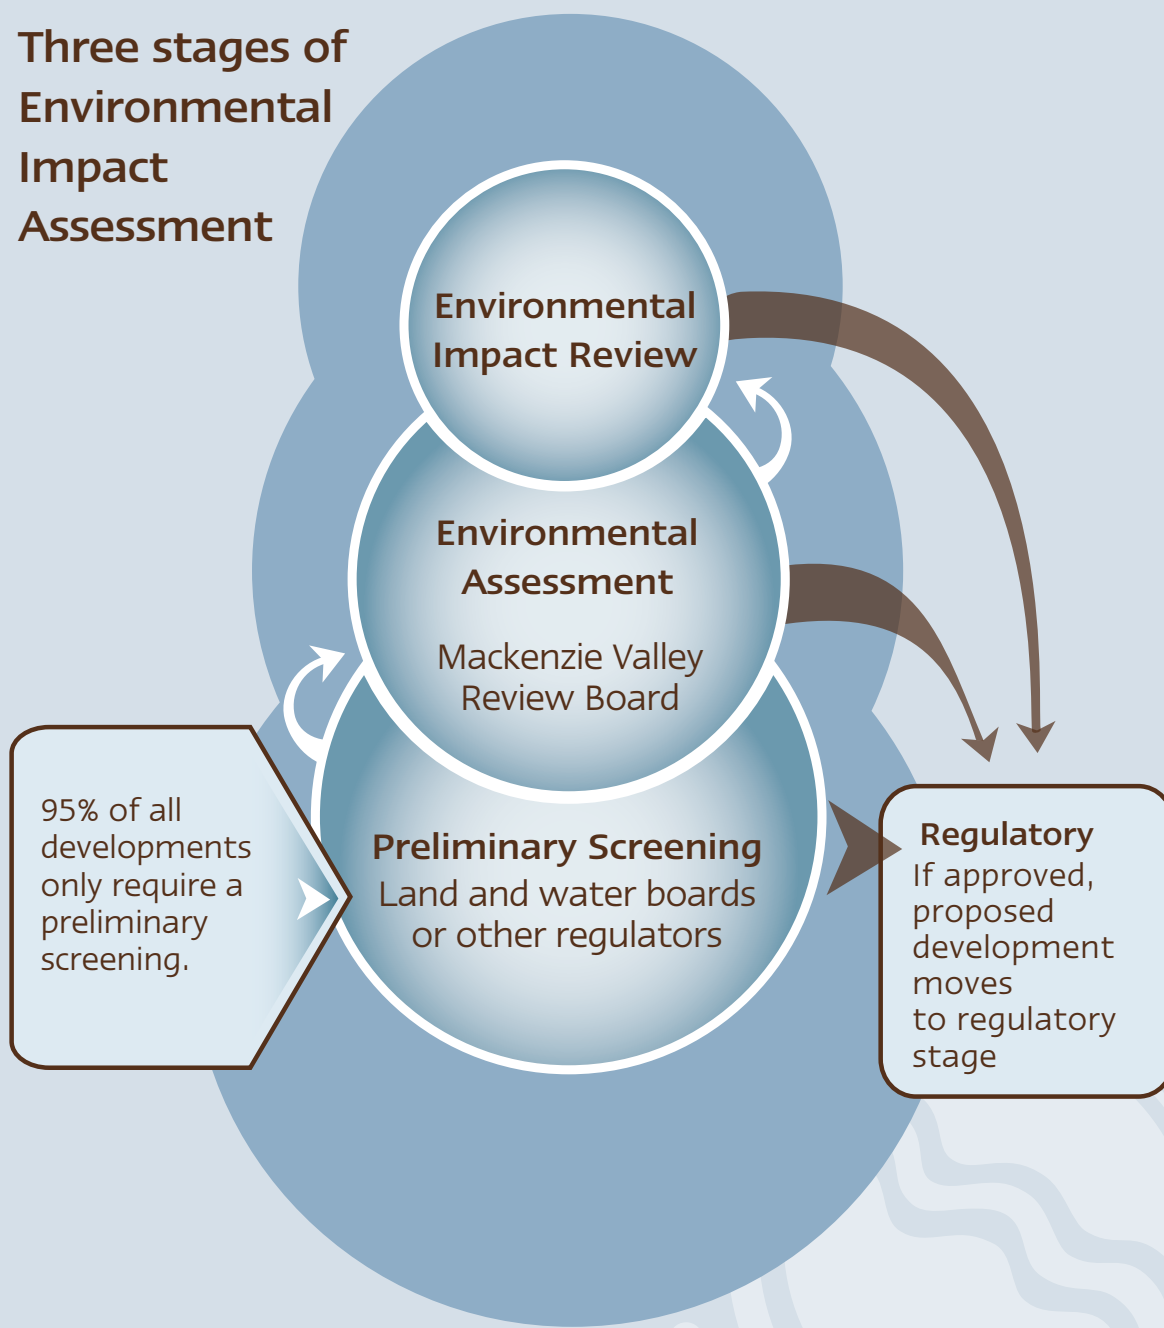 Three stages of
Environmental
Impact
Assessment
Environmental
Impact Review
Environmental
Assessment
Mackenzie Valley
Review Board
95% of all
developments
only require a
preliminary
screening.
Preliminary Screening
Land and water boards
or other regulators
Regulatory
If approved,
proposed
development
moves
to regulatory
stage